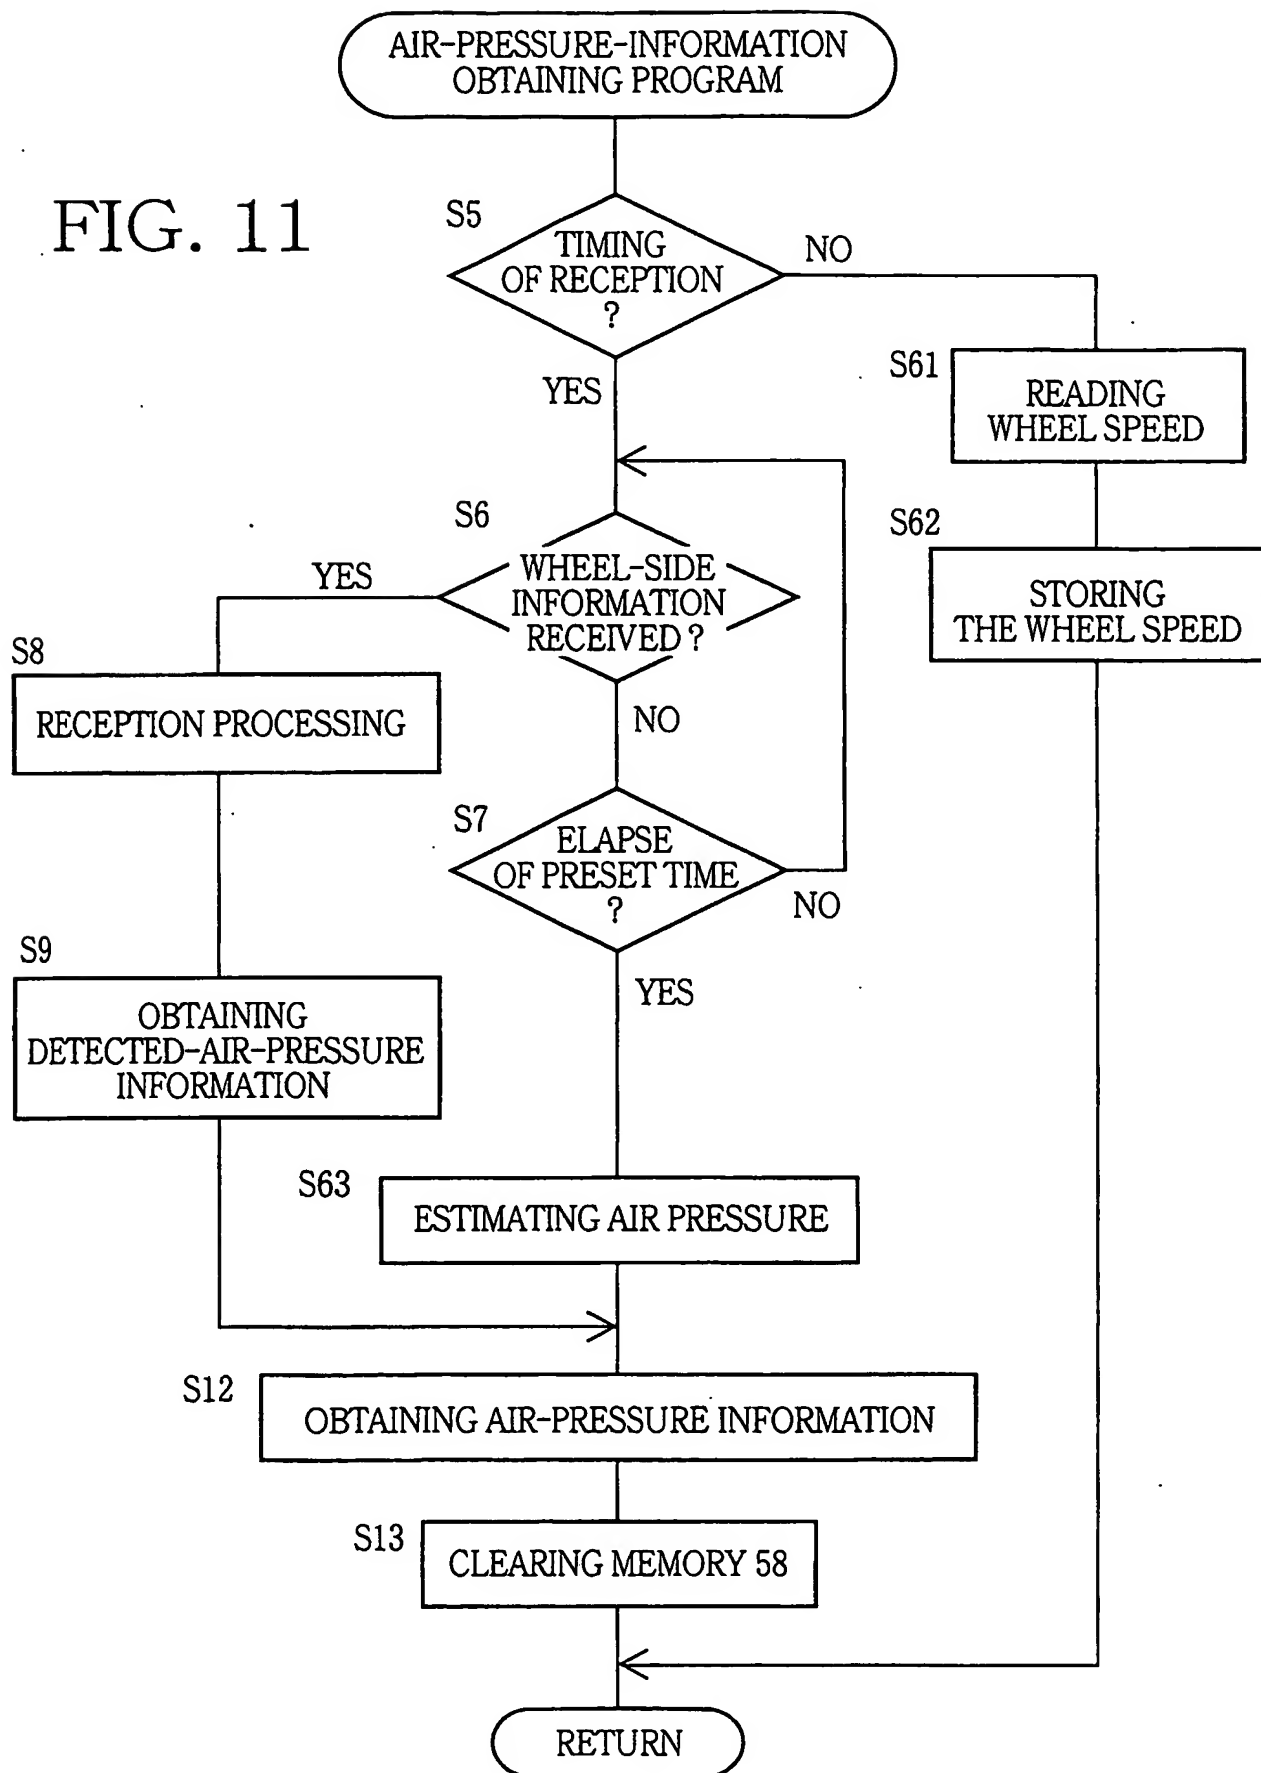 AIR-PRESSURE-INFORMATION
OBTAINING PROGRAM
FIG. 11
S5
TIMING
OF RECEPTION
?
NO
YES
S61
READING
WHEEL SPEED
S6
WHEEL-SIDE
INFORMATION
RECEIVED ?
YES
NO
S62
STORING
THE WHEEL SPEED
S8
RECEPTION PROCESSING
S7
ELAPSE
OF PRESET TIME
?
NO
YES
S9
OBTAINING
DETECTED-AIR-PRESSURE
INFORMATION
S63
ESTIMATING AIR PRESSURE
S12
OBTAINING AIR-PRESSURE INFORMATION
S13
CLEARING MEMORY 58
RETURN